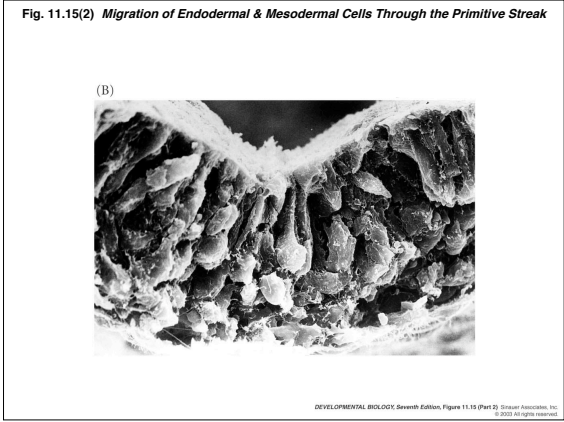 Fig. 11.15(2) Migration of Endodermal & Mesodermal Cells Through the Primitive Streak
(B)
DEVELOPMENTAL BIOLOGY, Seventh Edition, Figure 11.15 (Part 2) Sinauer Associates, Inc.
© 2003 All rights reserved.